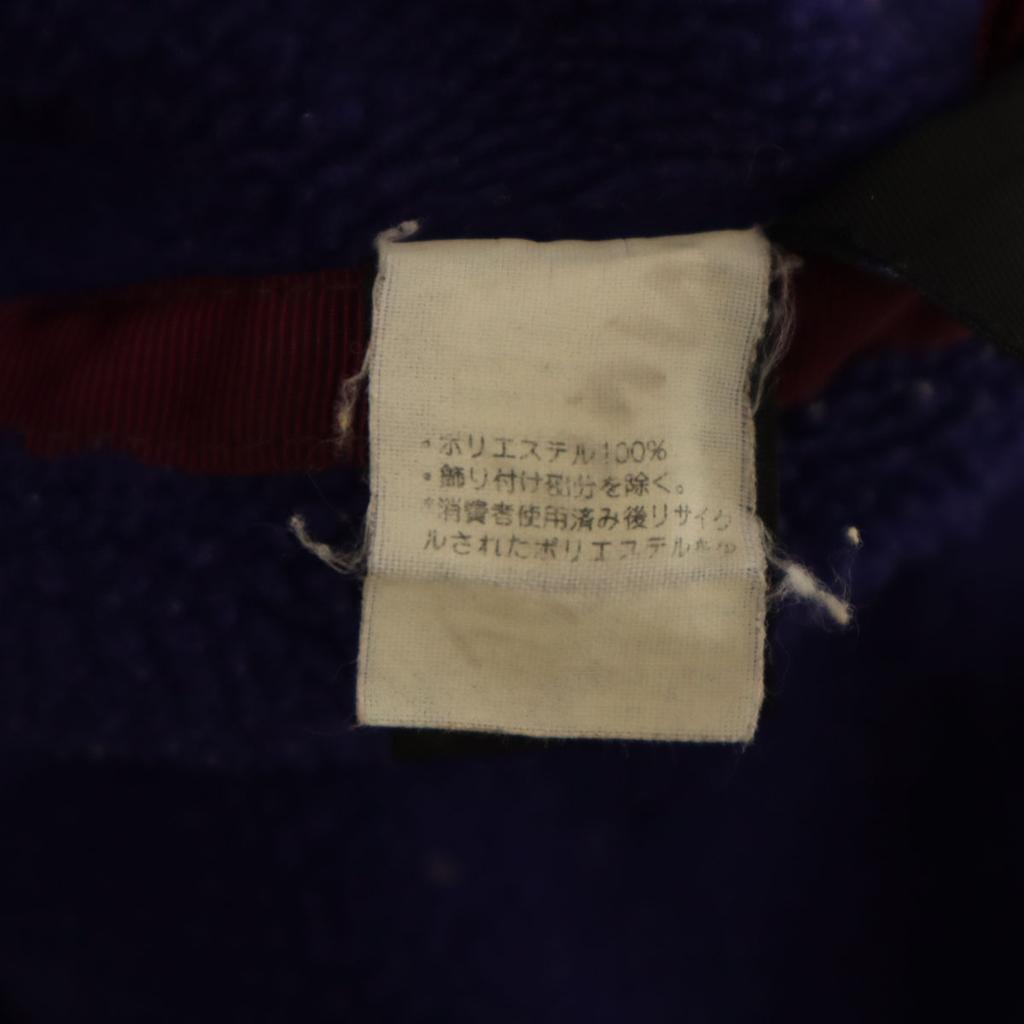 ・ポリエステル100%
・飾り付け部分を除く。
*消費者使用済み後リサイク
ルされたポリエステル